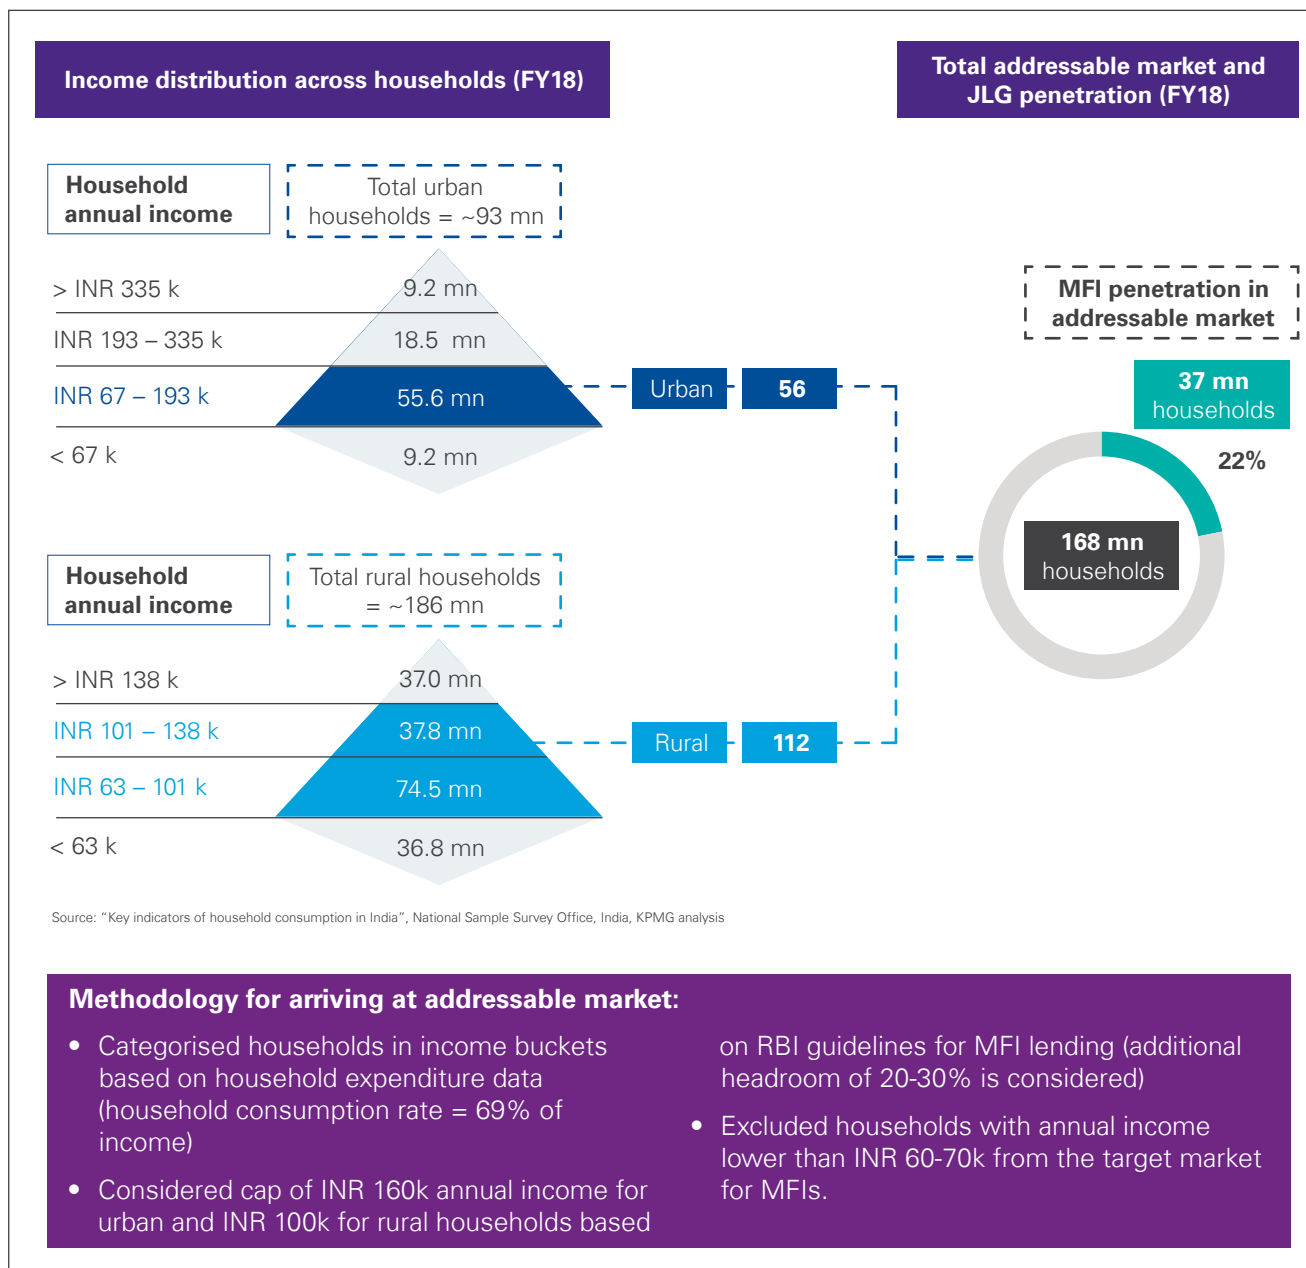 Income distribution across households (FY18)
Total addressable market and
JLG penetration (FY18)
Household
annual income
Total urban
households = ~93 mn
> INR 335 k
9.2 mn
INR 193 – 335 k
18.5 mn
INR 67 – 193 k
55.6 mn
< 67 k
9.2 mn
Urban
56
Household
annual income
Total rural households
= ~186 mn
> INR 138 k
37.0 mn
INR 101 – 138 k
37.8 mn
INR 63 – 101 k
74.5 mn
< 63 k
36.8 mn
Rural
112
MFI penetration in
addressable market
37 mn
households
22%
168 mn
households
Source: “Key indicators of household consumption in India”, National Sample Survey Office, India, KPMG analysis
Methodology for arriving at addressable market:
• Categorised households in income buckets
based on household expenditure data
(household consumption rate = 69% of
income)
• Considered cap of INR 160k annual income for
urban and INR 100k for rural households based
on RBI guidelines for MFI lending (additional
headroom of 20-30% is considered)
• Excluded households with annual income
lower than INR 60-70k from the target market
for MFIs.